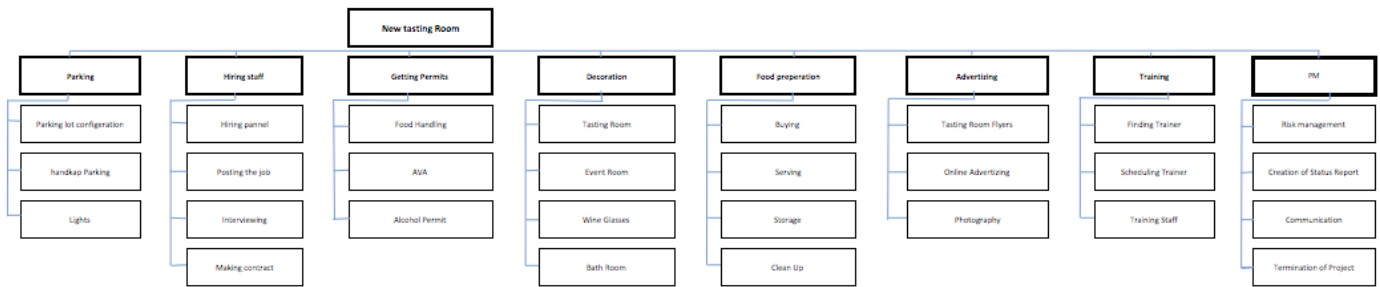 New tasting Room
Parking
Hiring staff
Getting Permits
Decoration
Food preperation
Advertizing
Training
PM
Parking lot configeration
Hiring pannel
Food Handling
Tasting Room
Buying
Tasting Room Flyers
Finding Trainer
Risk management
handkap Parking
Posting the job
AVA
Event Room
Serving
Online Advertizing
Scheduling Trainer
Creation of Status Report
Lights
Interviewing
Alcohol Permit
Wine Glasses
Storage
Photography
Training Staff
Communication
Making contract
Bath Room
Clean Up
Termination of Project